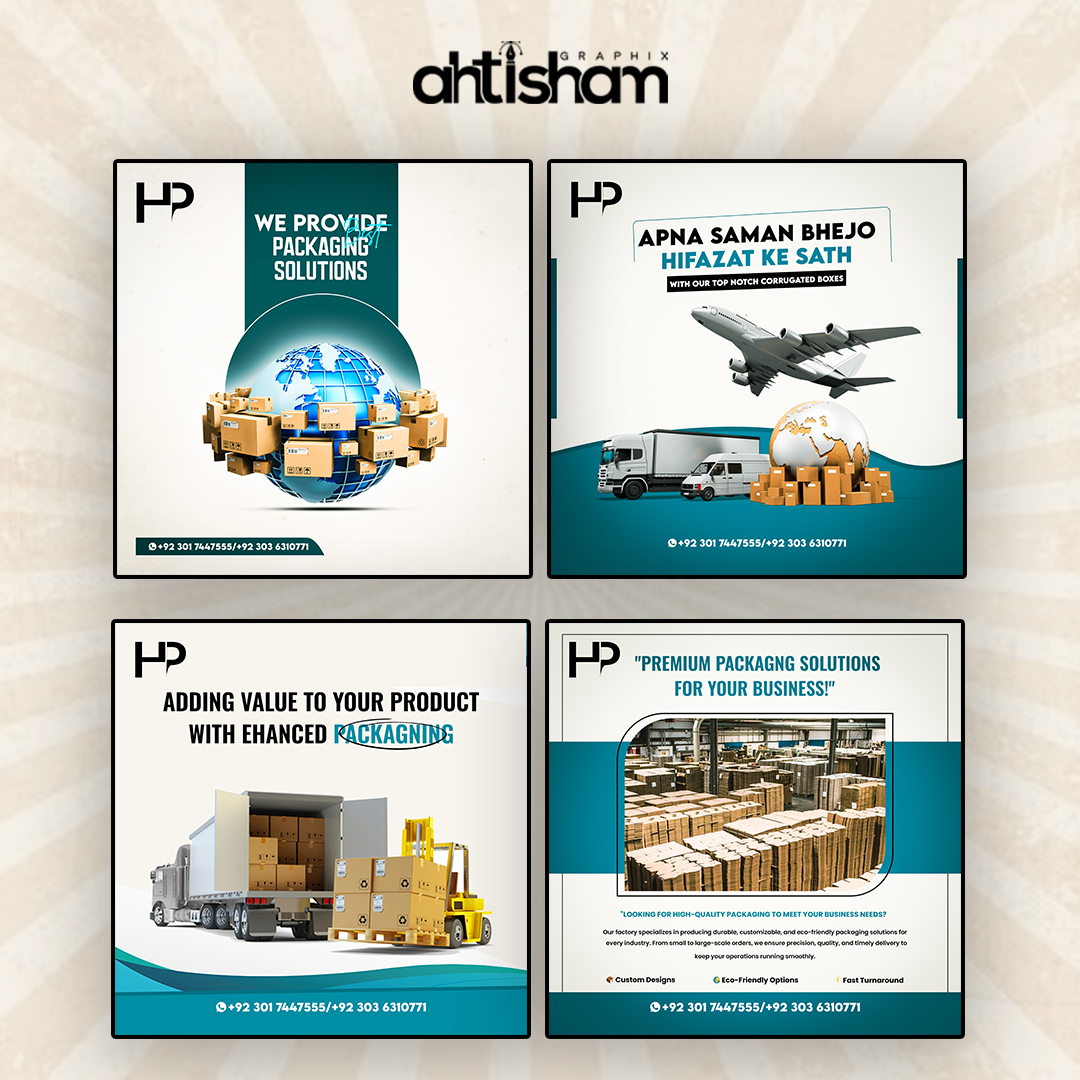 GRAPHIX
ahtisham
HP
WE PROVIDE
Best
PACKAGING
SOLUTIONS
+92 301 7447555/+92 303 6310771
HP
APNA SAMAN BHEJO
HIFAZAT KE SATH
WITH OUR TOP NOTCH CORRUGATED BOXES
+92 301 7447555/+92 303 6310771
HP
ADDING VALUE TO YOUR PRODUCT
WITH EHANCED PACKAGNING
+92 301 7447555/+92 303 6310771
HP
"PREMIUM PACKAGNG SOLUTIONS
FOR YOUR BUSINESS!"
"LOOKING FOR HIGH-QUALITY PACKAGING TO MEET YOUR BUSINESS NEEDS?
Our factory specializes in producing durable, customizable, and eco-friendly packaging solutions for
every industry. From small to large-scale orders, we ensure precision, quality, and timely delivery to
keep your operations running smoothly.
Custom Designs
Eco-Friendly Options
Fast Turnaround
+92 301 7447555/+92 303 6310771